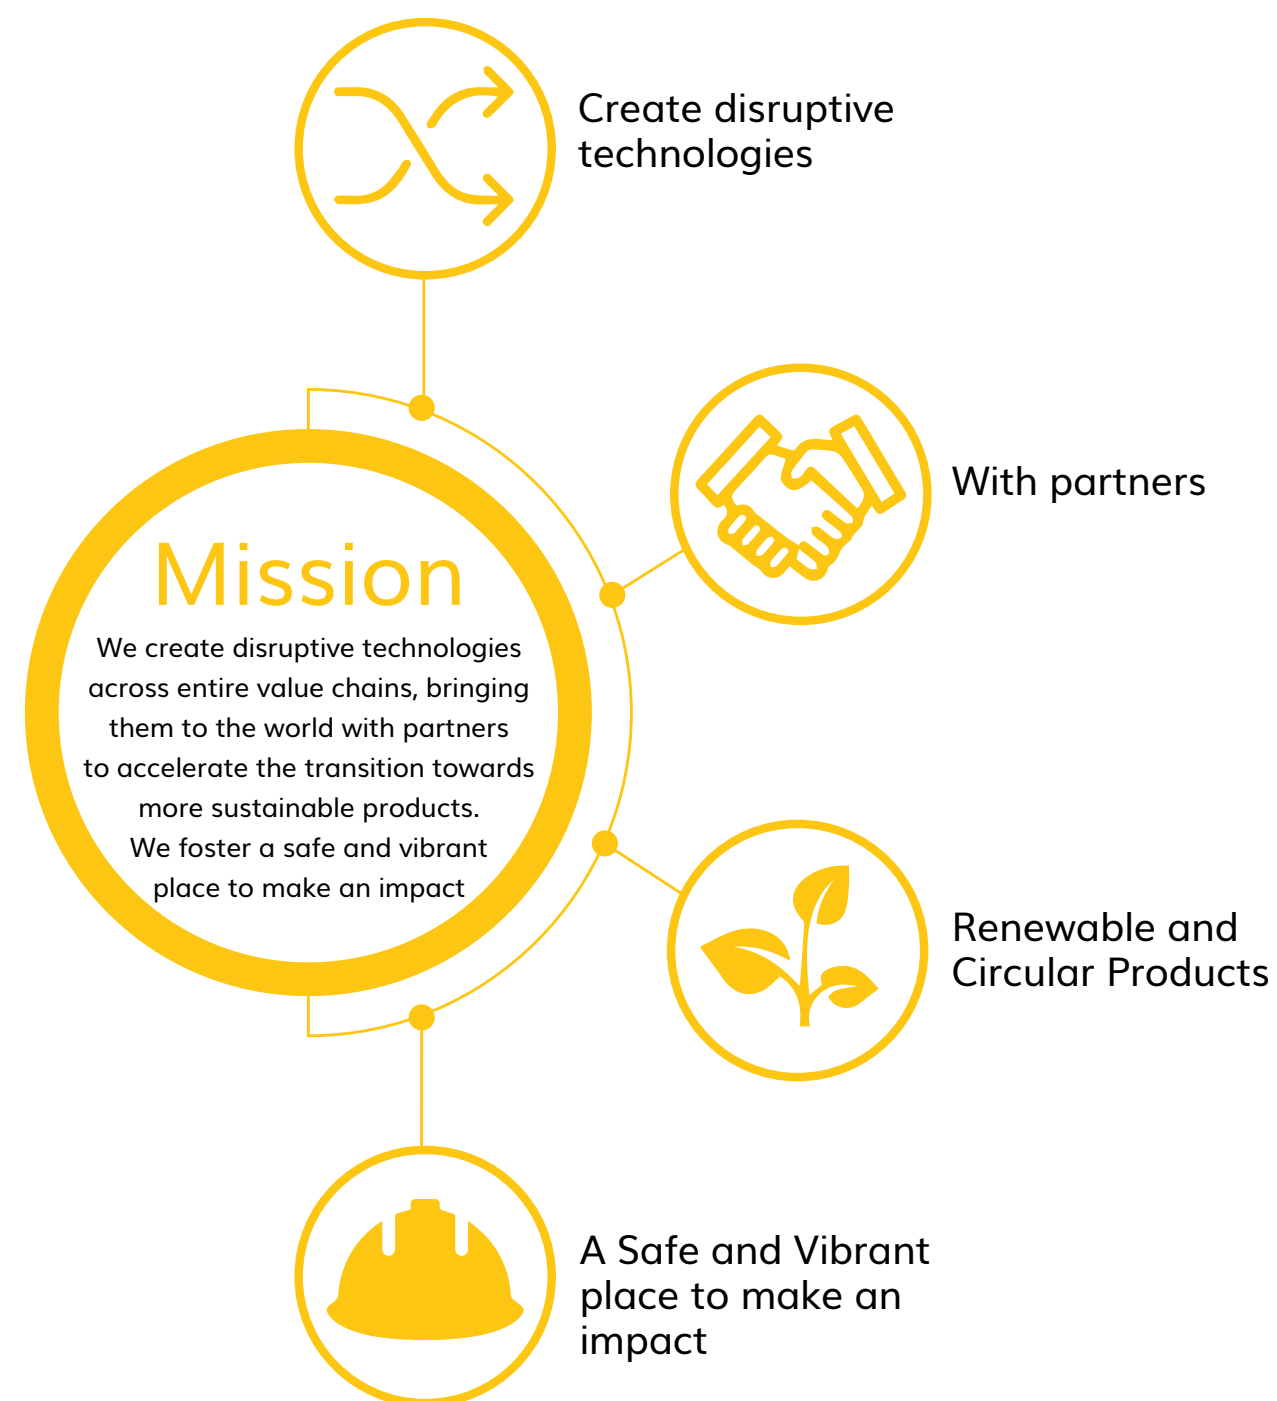 Create disruptive
technologies
With partners
Mission
We create disruptive technologies
across entire value chains, bringing
them to the world with partners
to accelerate the transition towards
more sustainable products.
We foster a safe and vibrant
place to make an impact
Renewable and
Circular Products
A Safe and Vibrant
place to make an
impact